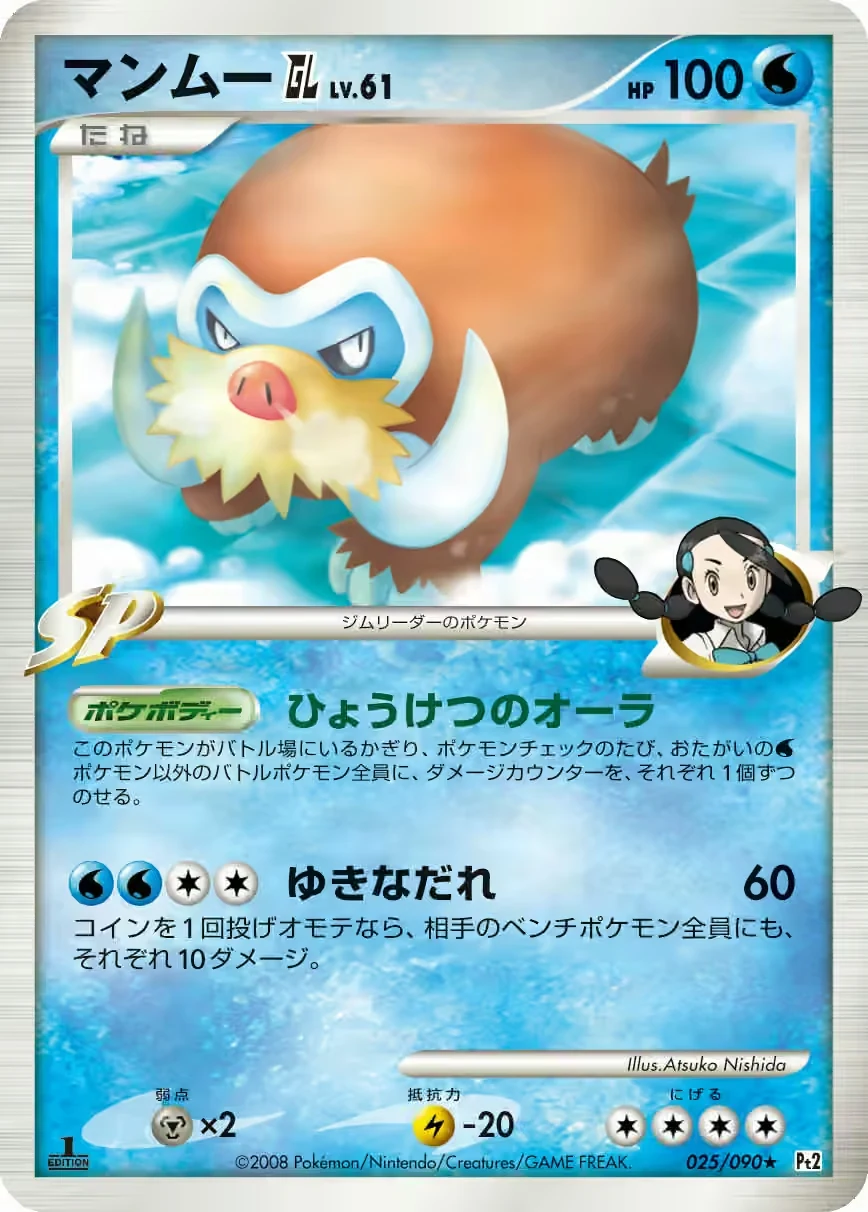 マンムー GL LV.61 HP 100
たね
SP
ジムリーダーのポケモン
ポケボディー ひょうけつのオーラ
このポケモンがバトル場にいるかぎり、ポケモンチェックのたび、おたがいの
ポケモン以外のバトルポケモン全員に、ダメージカウンターを、それぞれ1個ずつ
のせる。
ゆきなだれ 60
コインを1回投げオモテなら、相手のベンチポケモン全員にも、
それぞれ10ダメージ。
Illus.Atsuko Nishida
弱点 抵抗力 にげる
×2 -20
1 EDITION ©2008 Pokémon/Nintendo/Creatures/GAME FREAK. 025/090★ Pt2